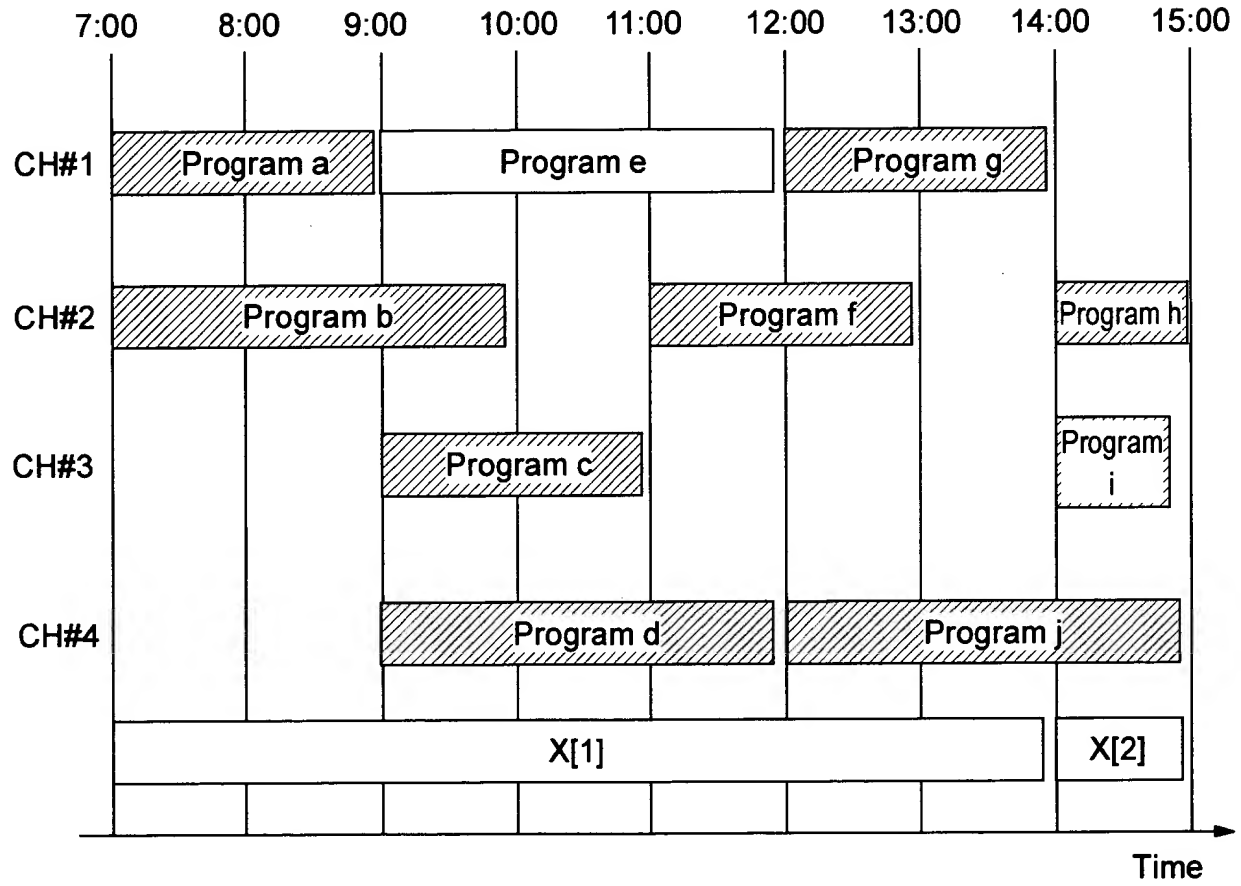 7:00 8:00 9:00 10:00 11:00 12:00 13:00 14:00 15:00
CH#1 Program a Program e Program g
CH#2 Program b Program f Program h
CH#3 Program c Program
i
CH#4 Program d Program j
X[1] X[2]
Time